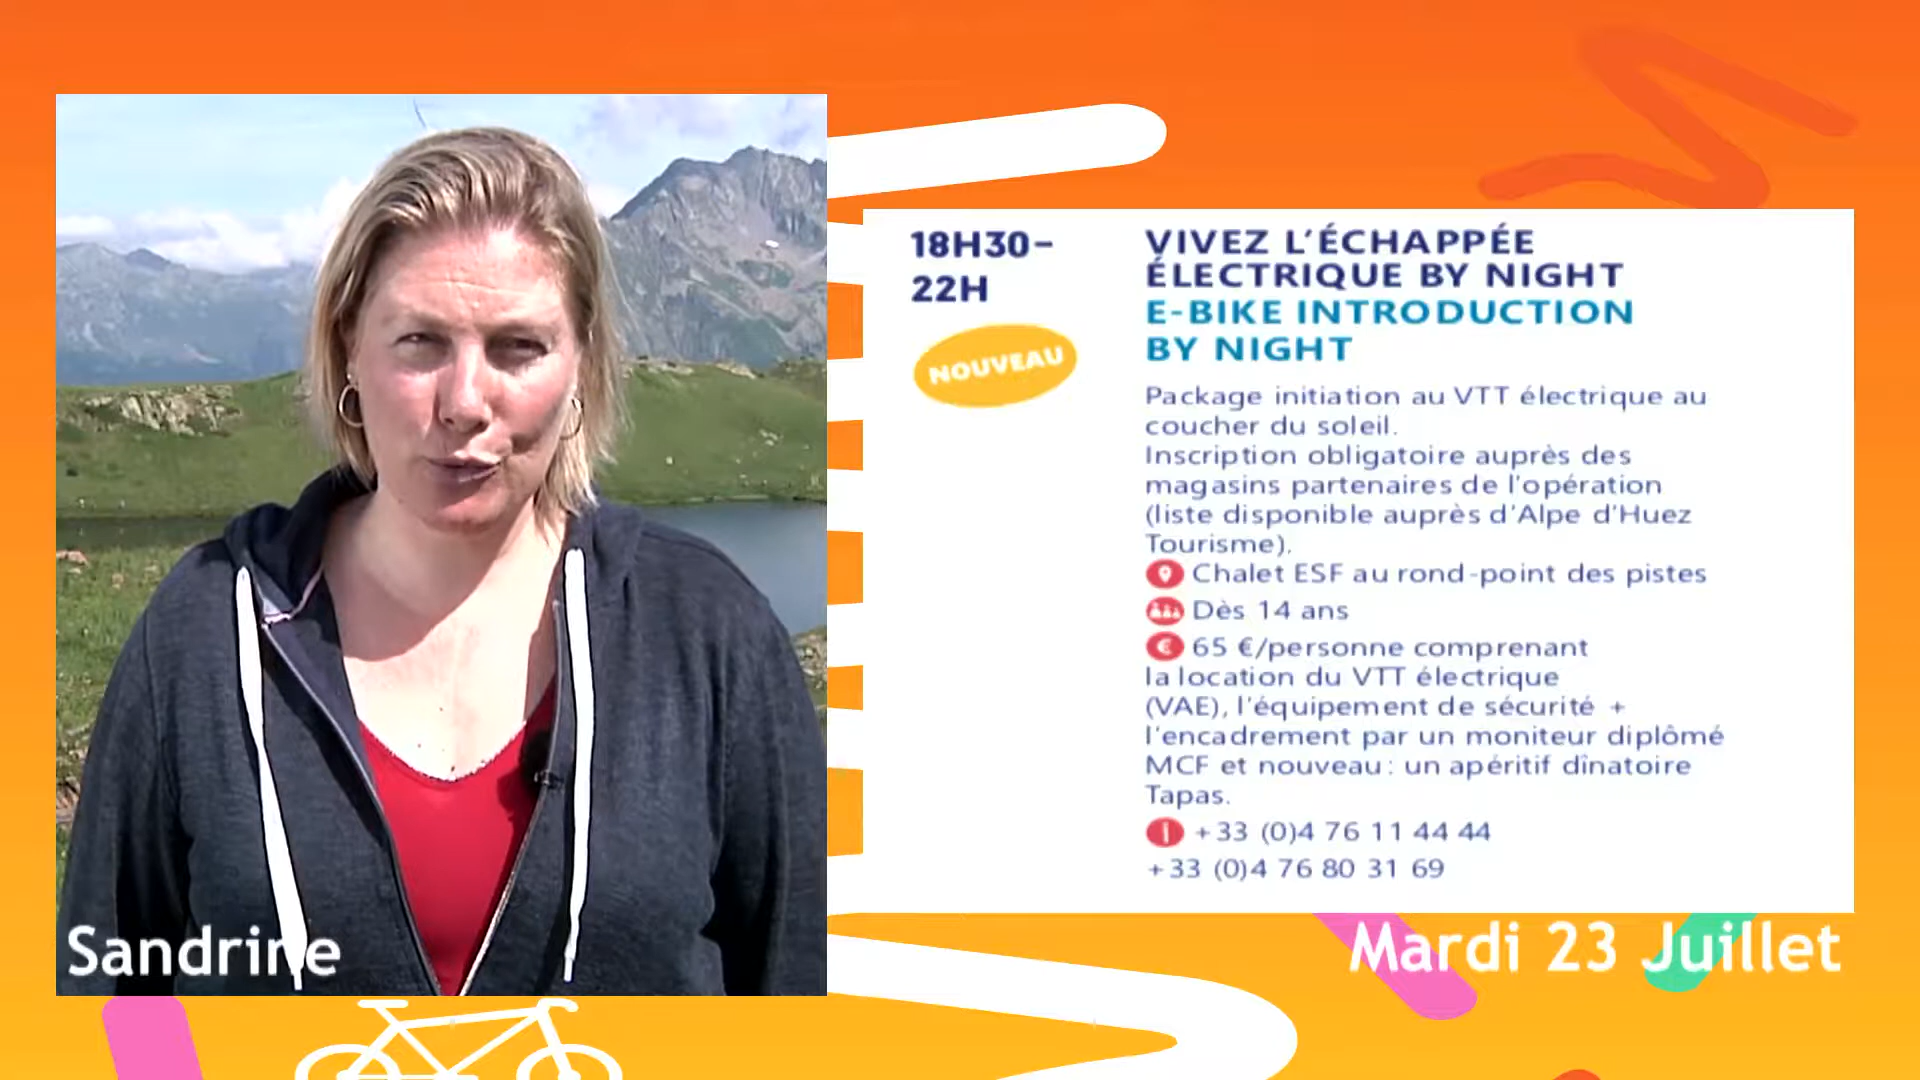 18H30-
22H
NOUVEAU
VIVEZ L'ÉCHAPPÉE
ÉLECTRIQUE BY NIGHT
E-BIKE INTRODUCTION
BY NIGHT
Package initiation au VTT électrique au
coucher du soleil.
Inscription obligatoire auprès des
magasins partenaires de l'opération
(liste disponible auprès d'Alpe d'Huez
Tourisme).
Chalet ESF au rond-point des pistes
Dès 14 ans
€ 65 €/personne comprenant
la location du VTT électrique
(VAE), l'équipement de sécurité +
l'encadrement par un moniteur diplômé
MCF et nouveau : un apéritif dînatoire
Tapas.
i +33 (0)4 76 11 44 44
+33 (0)4 76 80 31 69
Sandrine
Mardi 23 Juillet